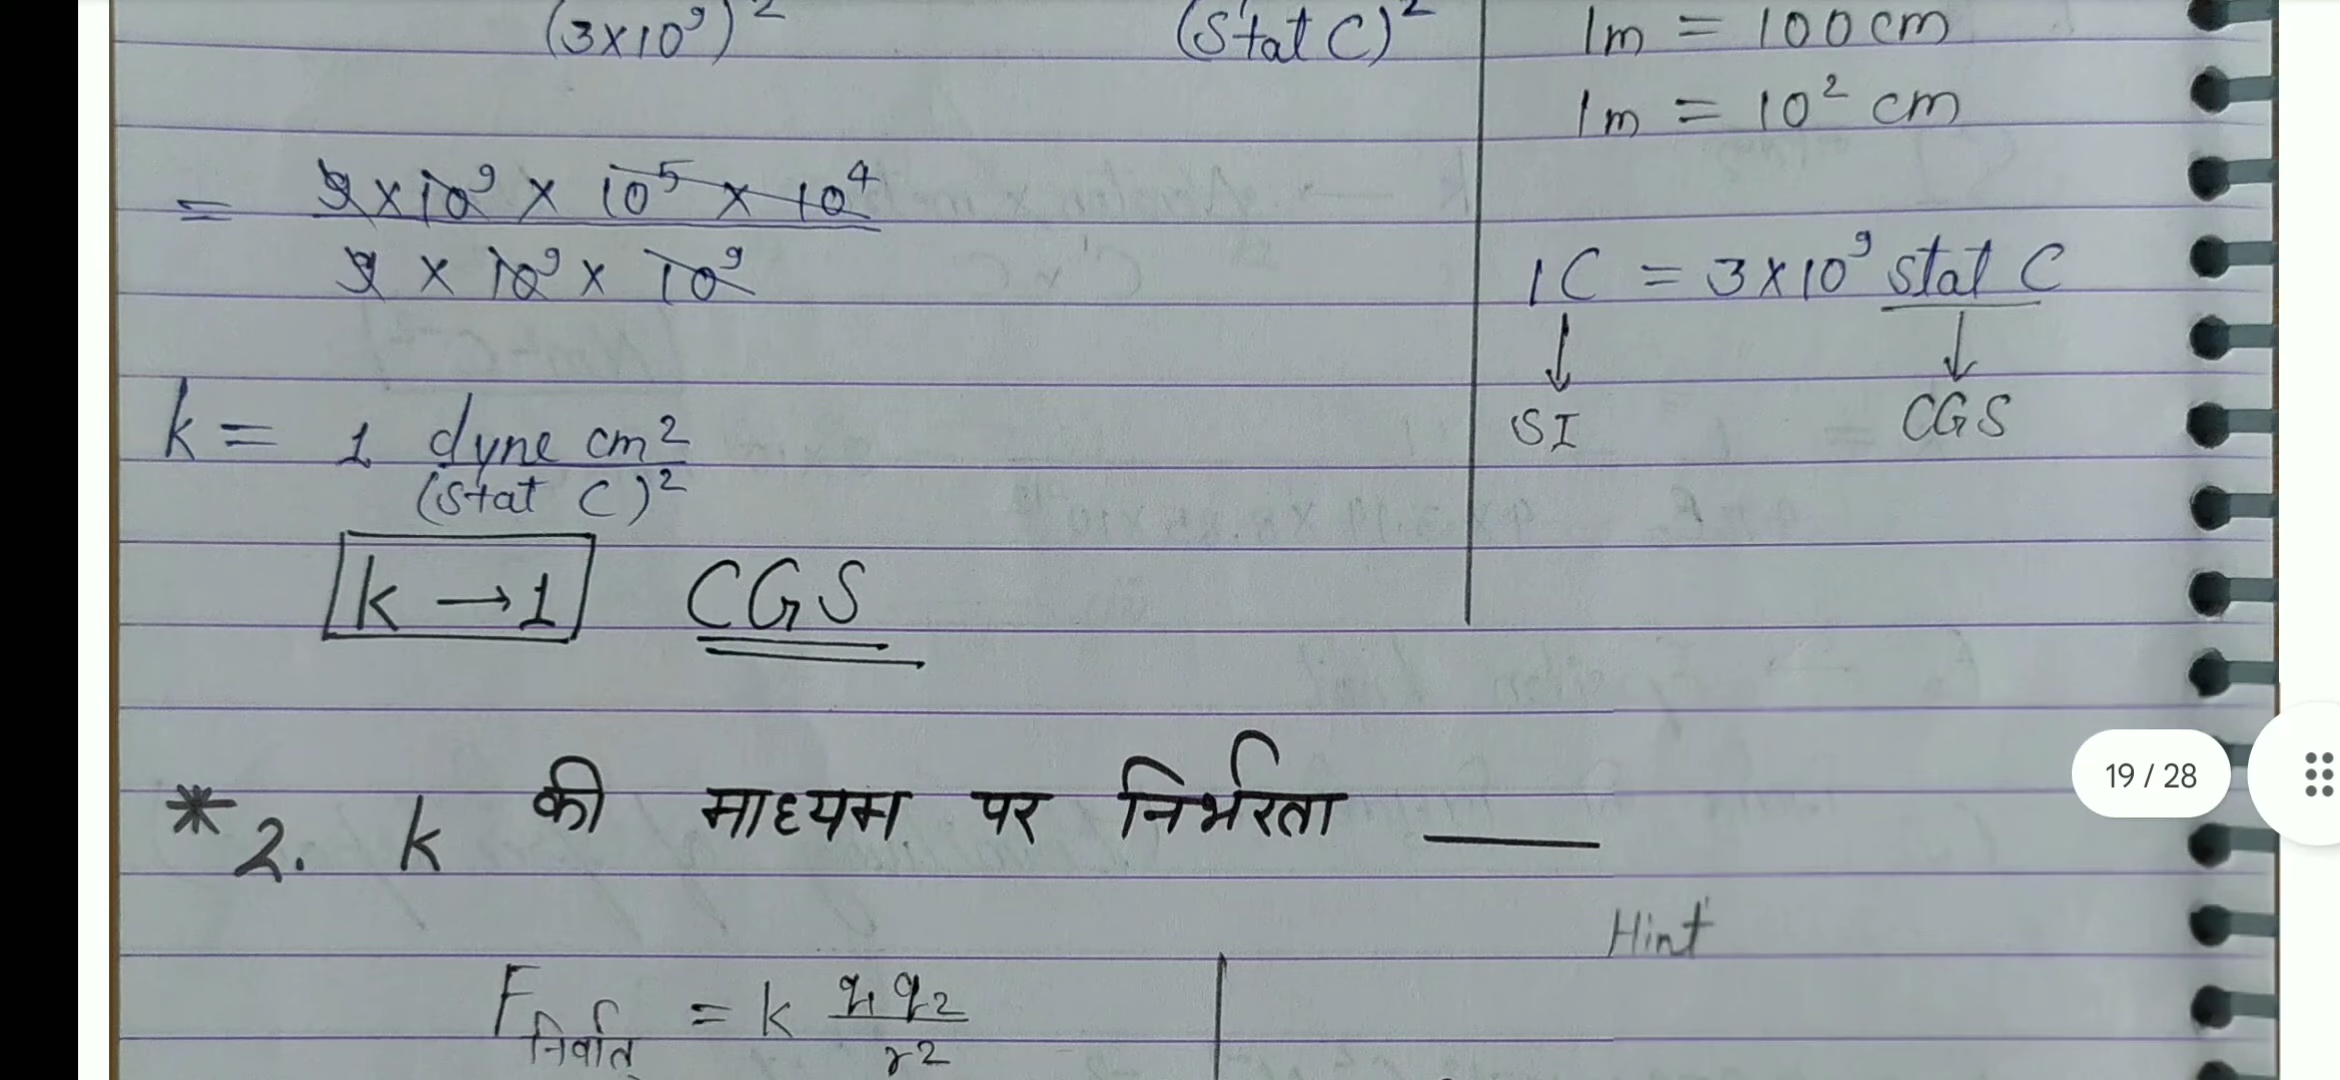 (3×10⁹)² (stat C)²
1m = 100 cm
1m = 10² cm
= 9×10⁹ × 10⁵ × 10⁴
9 × 10⁹ × 10⁹
1C = 3×10⁹ stat C
SI CGS
k = 1 dyne cm²
(stat C)²
k → 1 CGS
19 / 28
* 2. k की माध्यम पर निर्भरता —
Hint
F निर्वात = k q₁ q₂
r²